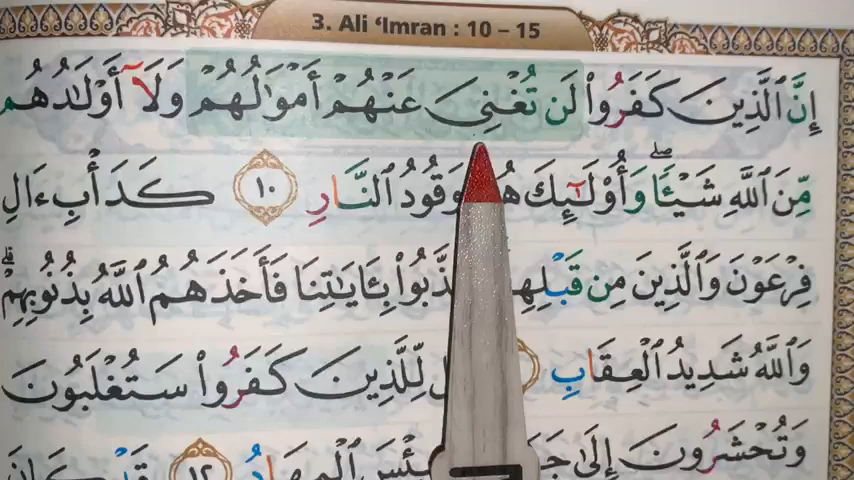 3. Ali ‘Imran : 10 – 15
إِنَّ ٱلَّذِينَ كَفَرُوا۟ لَن تُغْنِىَ عَنْهُمْ أَمْوَٰلُهُمْ وَلَآ أَوْلَـٰدُهُم
مِّنَ ٱللَّهِ شَيْـًٔا ۖ وَأُو۟لَـٰٓئِكَ وَقُودُ ٱلنَّارِ ١٠ كَدَأْبِ ءَالِ
فِرْعَوْنَ وَٱلَّذِينَ مِن بِـَٔايَـٰتِنَا فَأَخَذَهُمُ ٱللَّهُ بِذُنُوبِهِمْ ۗ
وَٱللَّهُ شَدِيدُ ٱلْعِقَابِ لِّلَّذِينَ كَفَرُوا۟ سَتُغْلَبُونَ
وَتُحْشَرُونَ إِلَىٰ ٱلْمِهَادُ ١٢ قَدْ كَانَ